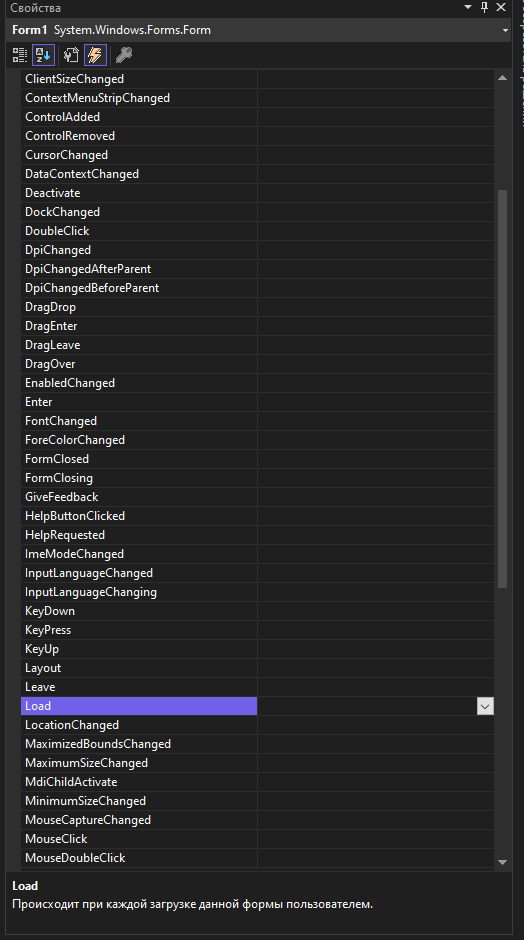 Свойства
Form1 System.Windows.Forms.Form
ClientSizeChanged
ContextMenuStripChanged
ControlAdded
ControlRemoved
CursorChanged
DataContextChanged
Deactivate
DockChanged
DoubleClick
DpiChanged
DpiChangedAfterParent
DpiChangedBeforeParent
DragDrop
DragEnter
DragLeave
DragOver
EnabledChanged
Enter
FontChanged
ForeColorChanged
FormClosed
FormClosing
GiveFeedback
HelpButtonClicked
HelpRequested
ImeModeChanged
InputLanguageChanged
InputLanguageChanging
KeyDown
KeyPress
KeyUp
Layout
Leave
Load
LocationChanged
MaximizedBoundsChanged
MaximumSizeChanged
MdiChildActivate
MinimumSizeChanged
MouseCaptureChanged
MouseClick
MouseDoubleClick
Load
Происходит при каждой загрузке данной формы пользователем.